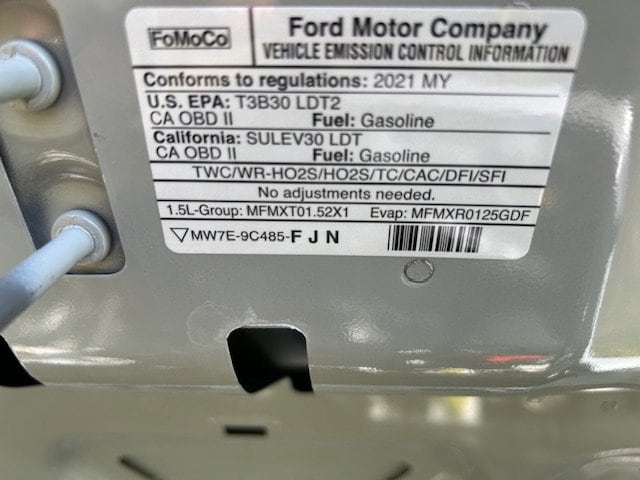 FoMoCo
Ford Motor Company
VEHICLE EMISSION CONTROL INFORMATION
Conforms to regulations: 2021 MY
U.S. EPA: T3B30 LDT2
CA OBD II Fuel: Gasoline
California: SULEV30 LDT
CA OBD II Fuel: Gasoline
TWC/WR-HO2S/HO2S/TC/CAC/DFI/SFI
No adjustments needed.
1.5L-Group: MFMXT01.52X1 Evap: MFMXR0125GDF
MW7E-9C485-F J N